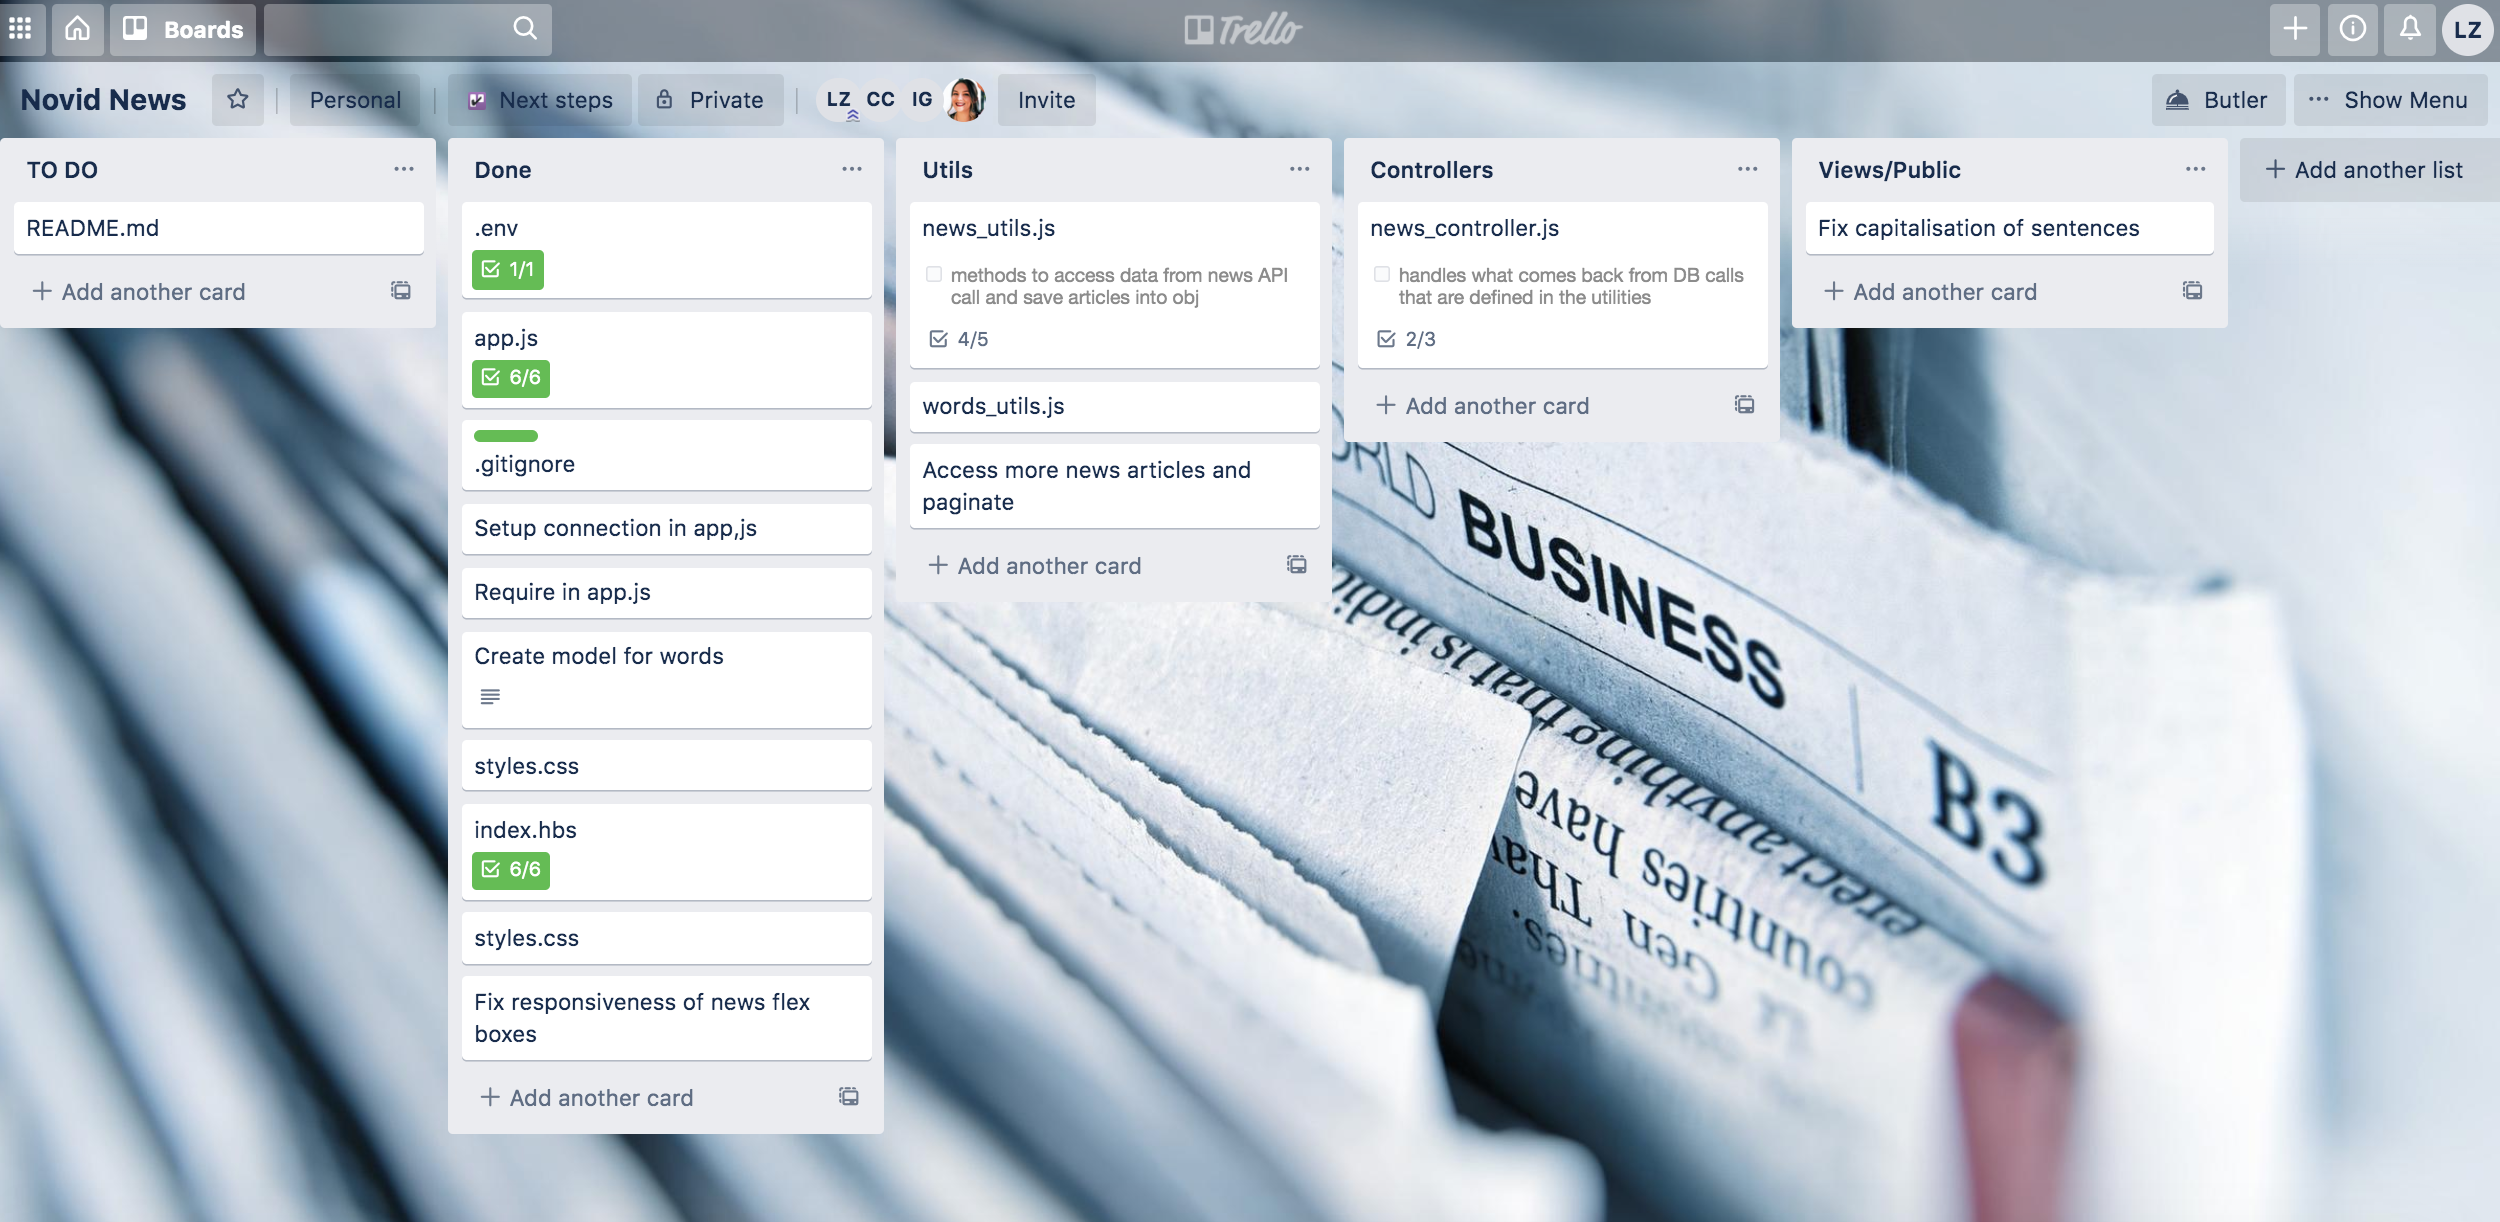 Boards
Trello
LZ
Novid News
Personal
Next steps
Private
LZ CC IG
Invite
Butler
Show Menu
TO DO
README.md
Add another card
Done
.env
1/1
app.js
6/6
.gitignore
Setup connection in app,js
Require in app.js
Create model for words
styles.css
index.hbs
6/6
styles.css
Fix responsiveness of news flex
boxes
Add another card
Utils
news_utils.js
methods to access data from news API
call and save articles into obj
4/5
words_utils.js
Access more news articles and
paginate
Add another card
Controllers
news_controller.js
handles what comes back from DB calls
that are defined in the utilities
2/3
Add another card
Views/Public
Fix capitalisation of sentences
Add another card
Add another list
BUSINESS
B3
countries have
Gen. Tha